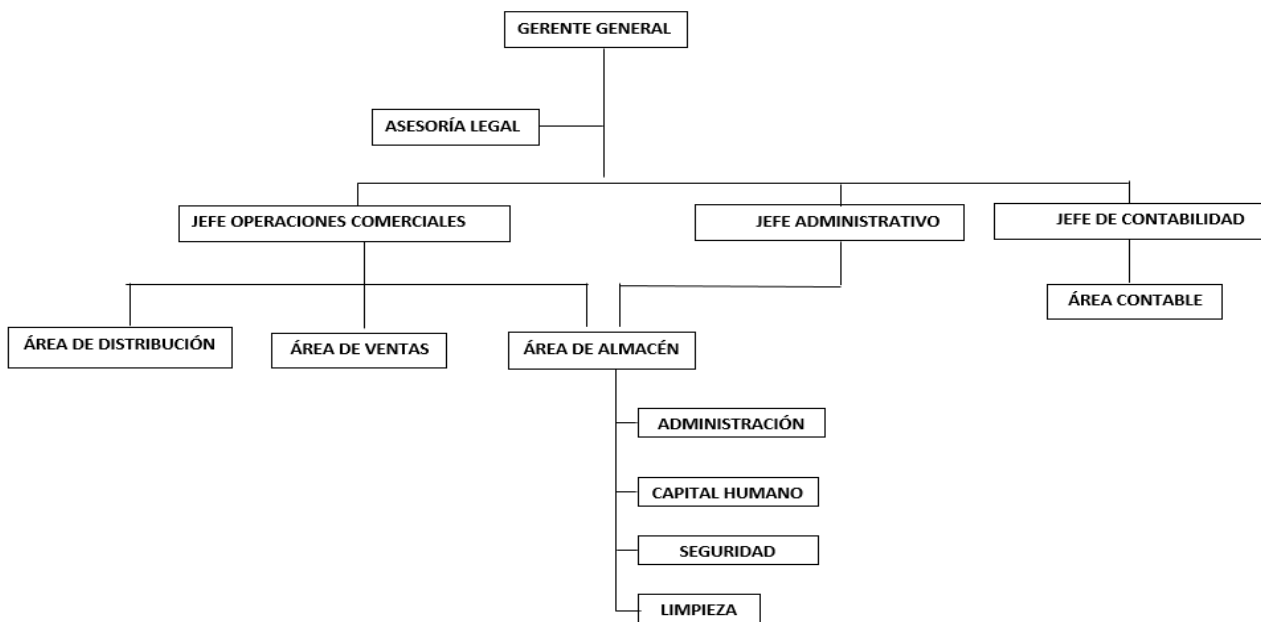 GERENTE GENERAL
ASESORÍA LEGAL
JEFE OPERACIONES COMERCIALES
JEFE ADMINISTRATIVO
JEFE DE CONTABILIDAD
ÁREA CONTABLE
ÁREA DE DISTRIBUCIÓN
ÁREA DE VENTAS
ÁREA DE ALMACÉN
ADMINISTRACIÓN
CAPITAL HUMANO
SEGURIDAD
LIMPIEZA